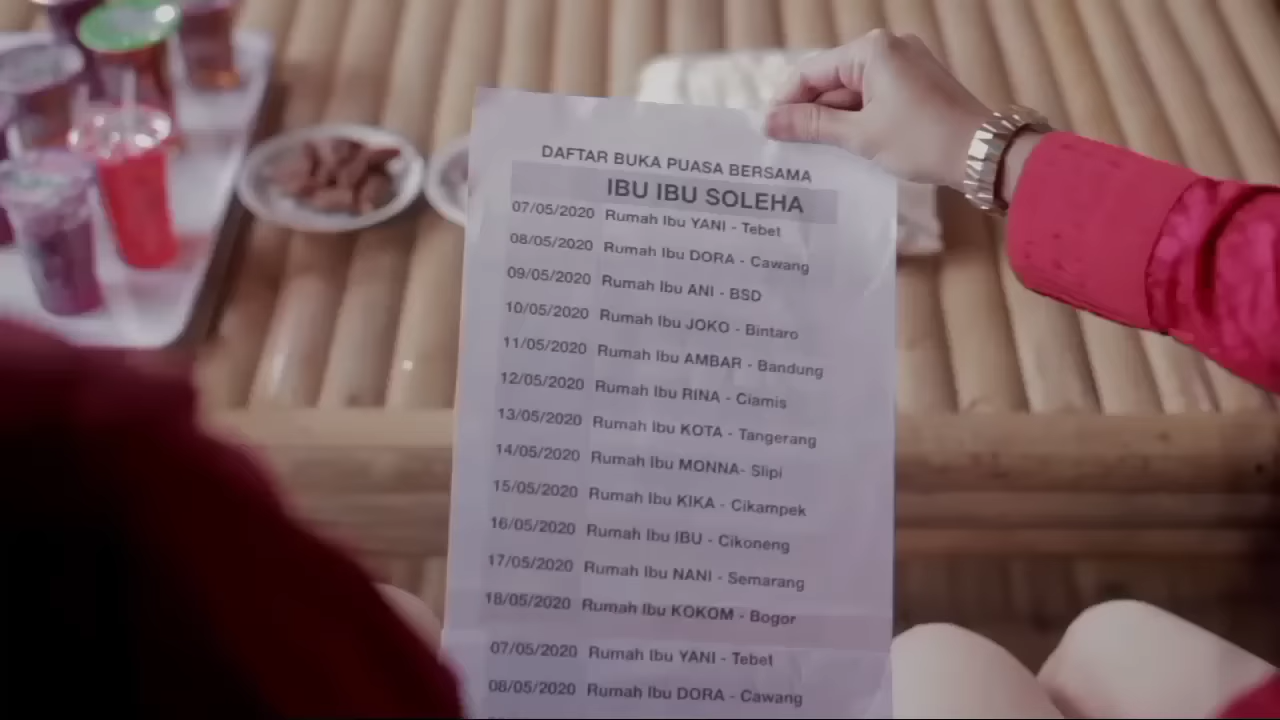 DAFTAR BUKA PUASA BERSAMA
IBU IBU SOLEHA
07/05/2020 Rumah Ibu YANI - Tebet
08/05/2020 Rumah Ibu DORA - Cawang
09/05/2020 Rumah Ibu ANI - BSD
10/05/2020 Rumah Ibu JOKO - Bintaro
11/05/2020 Rumah Ibu AMBAR - Bandung
12/05/2020 Rumah Ibu RINA - Ciamis
13/05/2020 Rumah Ibu KOTA - Tangerang
14/05/2020 Rumah Ibu MONNA- Slipi
15/05/2020 Rumah Ibu KIKA - Cikampek
16/05/2020 Rumah Ibu IBU - Cikoneng
17/05/2020 Rumah Ibu NANI - Semarang
18/05/2020 Rumah Ibu KOKOM - Bogor
07/05/2020 Rumah Ibu YANI - Tebet
08/05/2020 Rumah Ibu DORA - Cawang